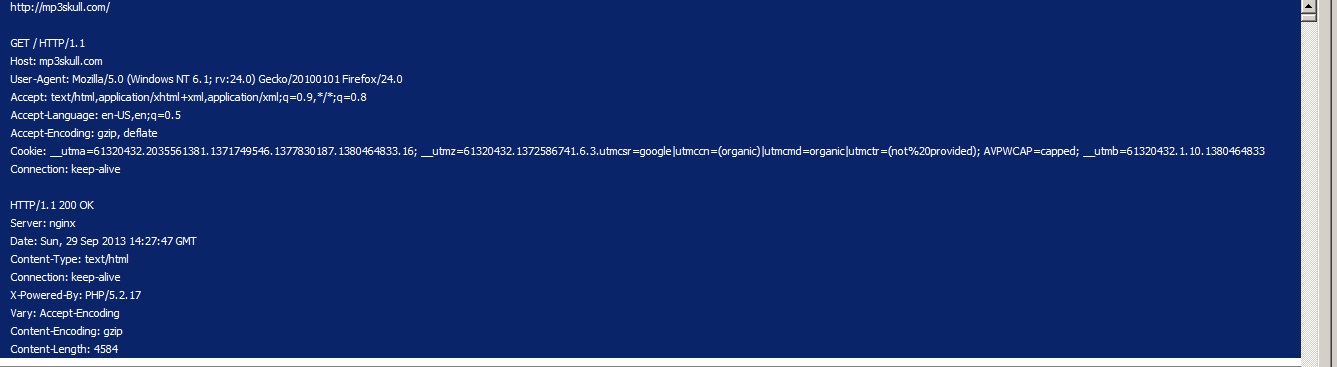 http://mp3skull.com/
GET / HTTP/1.1
Host: mp3skull.com
User-Agent: Mozilla/5.0 (Windows NT 6.1; rv:24.0) Gecko/20100101 Firefox/24.0
Accept: text/html,application/xhtml+xml,application/xml;q=0.9,*/*;q=0.8
Accept-Language: en-US,en;q=0.5
Accept-Encoding: gzip, deflate
Cookie: __utma=61320432.2035561381.1371749546.1377830187.1380464833.16; __utmz=61320432.1372586741.6.3.utmcsr=google|utmccn=(organic)|utmcmd=organic|utmctr=(not%20provided); AVPWCAP=capped; __utmb=61320432.1.10.1380464833
Connection: keep-alive
HTTP/1.1 200 OK
Server: nginx
Date: Sun, 29 Sep 2013 14:27:47 GMT
Content-Type: text/html
Connection: keep-alive
X-Powered-By: PHP/5.2.17
Vary: Accept-Encoding
Content-Encoding: gzip
Content-Length: 4584